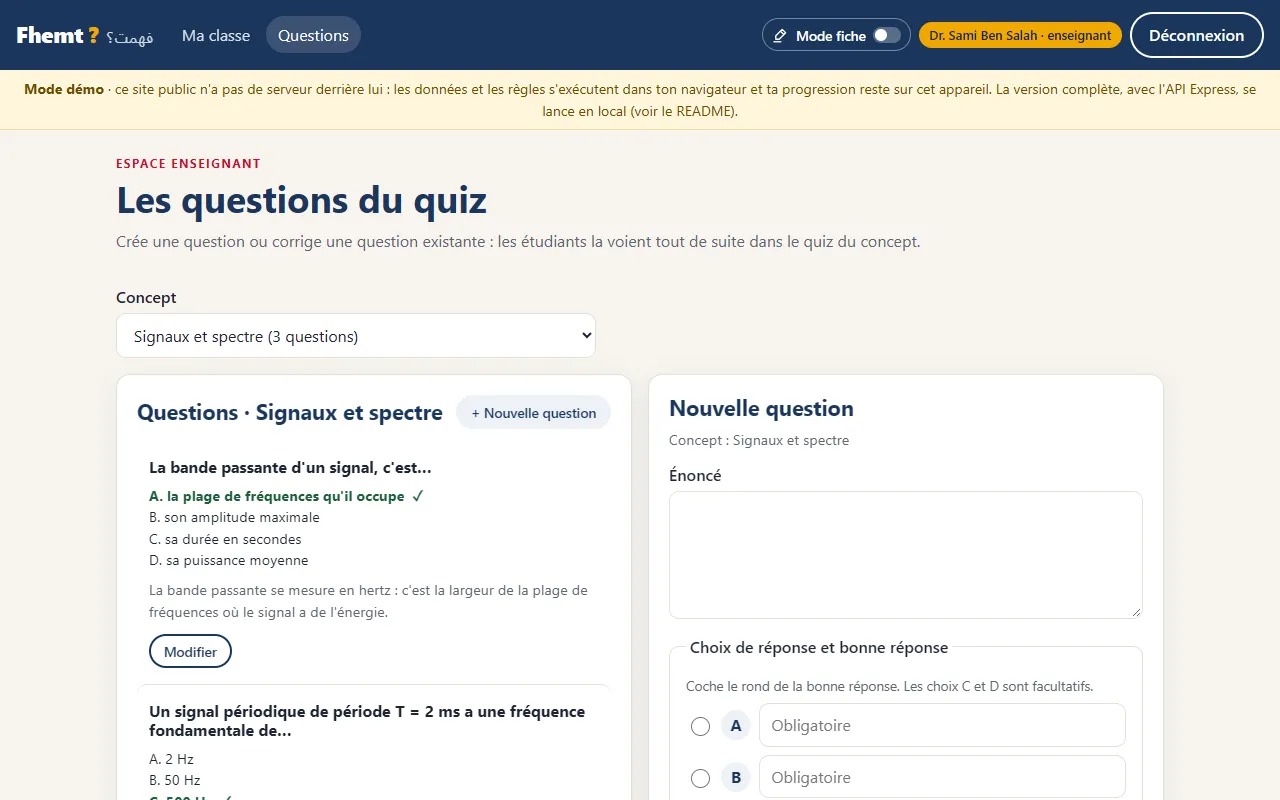 Fhemt ? فهمت؟
Ma classe
Questions
Mode fiche
Dr. Sami Ben Salah · enseignant
Déconnexion
Mode démo · ce site public n'a pas de serveur derrière lui : les données et les règles s'exécutent dans ton navigateur et ta progression reste sur cet appareil. La version complète, avec l'API Express, se
lance en local (voir le README).
ESPACE ENSEIGNANT
Les questions du quiz
Crée une question ou corrige une question existante : les étudiants la voient tout de suite dans le quiz du concept.
Concept
Signaux et spectre (3 questions)
Questions · Signaux et spectre
+ Nouvelle question
La bande passante d'un signal, c'est...
A. la plage de fréquences qu'il occupe ✓
B. son amplitude maximale
C. sa durée en secondes
D. sa puissance moyenne
La bande passante se mesure en hertz : c'est la largeur de la plage de
fréquences où le signal a de l'énergie.
Modifier
Un signal périodique de période T = 2 ms a une fréquence
fondamentale de...
A. 2 Hz
B. 50 Hz
C. 500 Hz ✓
Nouvelle question
Concept : Signaux et spectre
Énoncé
Choix de réponse et bonne réponse
Coche le rond de la bonne réponse. Les choix C et D sont facultatifs.
A Obligatoire
B Obligatoire